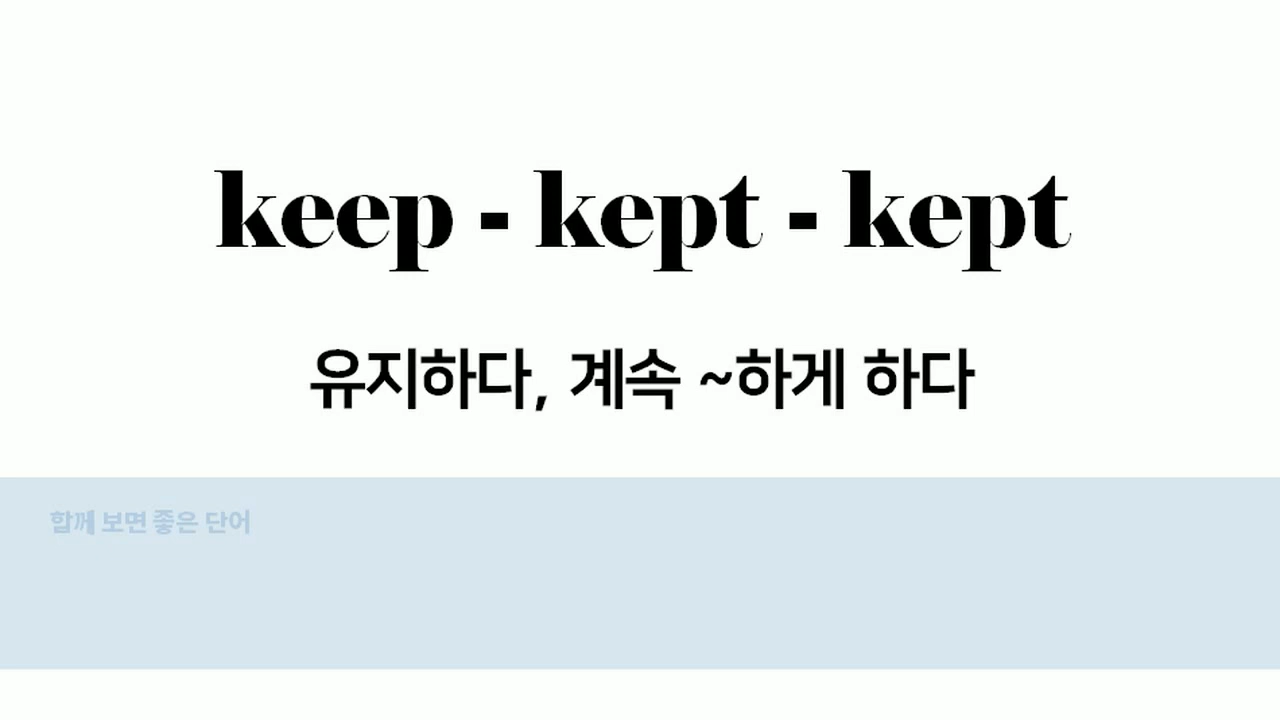 keep - kept - kept
유지하다, 계속 ~하게 하다
함께 보면 좋은 단어